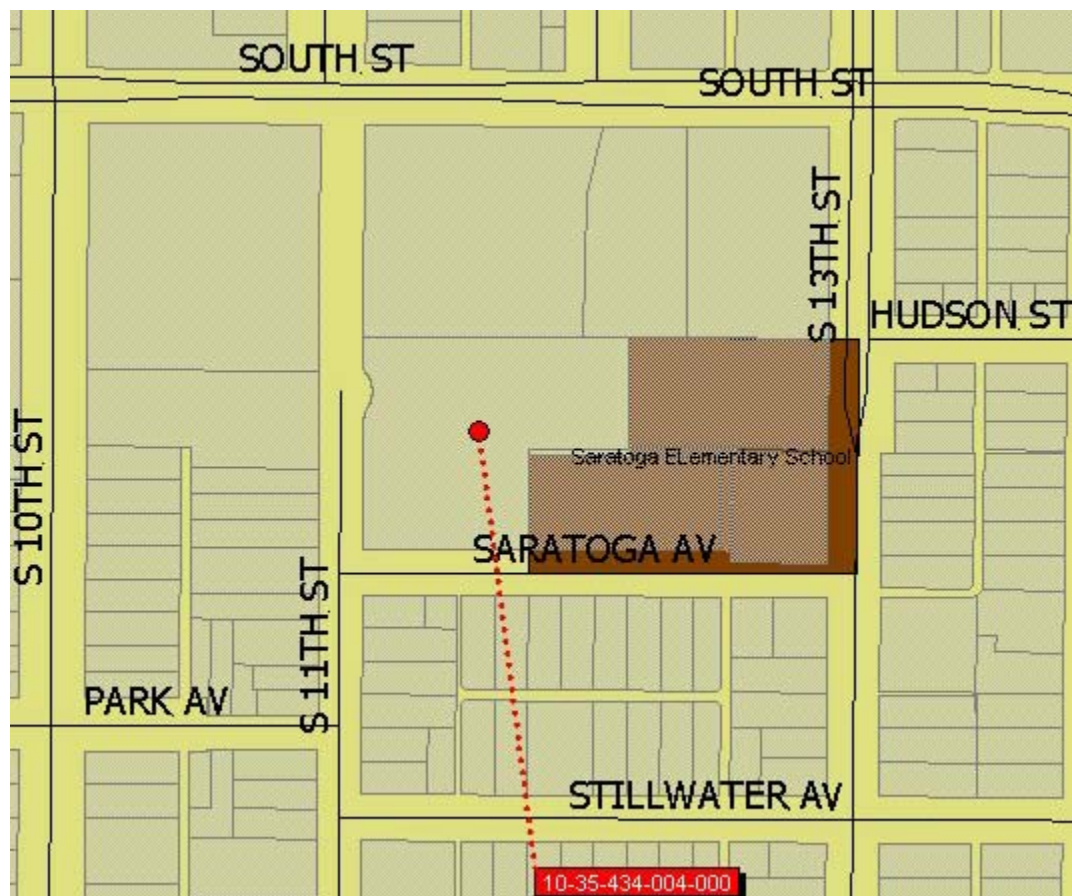 SOUTH ST
SOUTH ST
S 13TH ST
HUDSON ST
S 10TH ST
Saratoga ELementary School
SARATOGA AV
S 11TH ST
PARK AV
STILLWATER AV
10-35-434-004-000